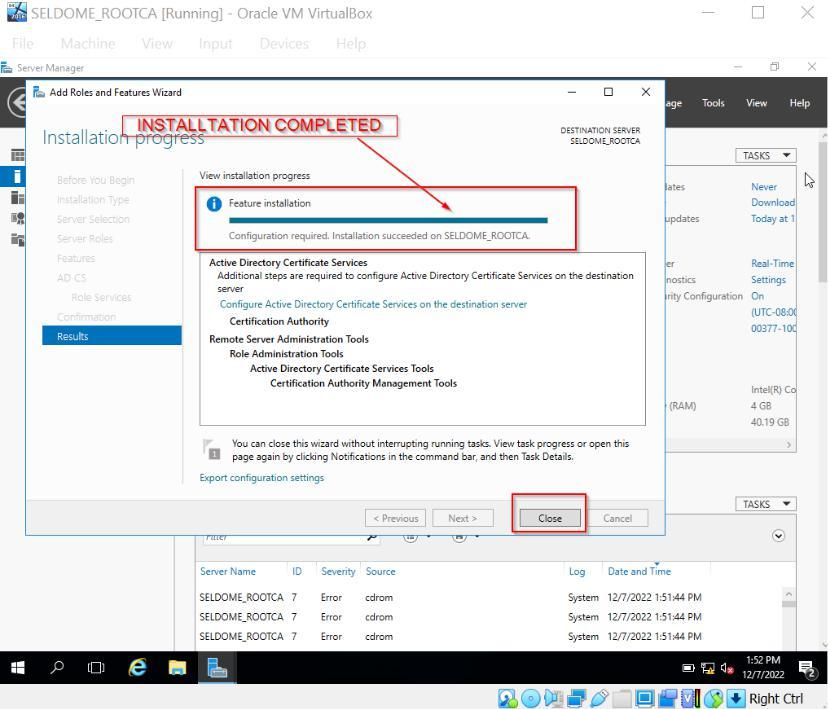 SELDOME_ROOTCA [Running] - Oracle VM VirtualBox
File Machine View Input Devices Help
Server Manager
Add Roles and Features Wizard
age Tools View Help
INSTALLTATION COMPLETED
Installation progress
DESTINATION SERVER
SELDOME_ROOTCA
TASKS
Before You Begin
Installation Type
Server Selection
Server Roles
Features
AD CS
Role Services
Confirmation
Results
View installation progress
Feature installation
Configuration required. Installation succeeded on SELDOME_ROOTCA.
Active Directory Certificate Services
Additional steps are required to configure Active Directory Certificate Services on the destination
server
Configure Active Directory Certificate Services on the destination server
Certification Authority
Remote Server Administration Tools
Role Administration Tools
Active Directory Certificate Services Tools
Certification Authority Management Tools
1
You can close this wizard without interrupting running tasks. View task progress or open this
page again by clicking Notifications in the command bar, and then Task Details.
Export configuration settings
< Previous Next > Close Cancel
lates Never
Download
updates Today at 1
er Real-Time
nostics Settings
urity Configuration On
(UTC-08:00
00377-100
Intel(R) Co
(RAM) 4 GB
40.19 GB
TASKS
Filter
Server Name ID Severity Source Log Date and Time
SELDOME_ROOTCA 7 Error cdrom System 12/7/2022 1:51:44 PM
SELDOME_ROOTCA 7 Error cdrom System 12/7/2022 1:51:44 PM
SELDOME_ROOTCA 7 Error cdrom System 12/7/2022 1:51:44 PM
1:52 PM
12/7/2022
2
Right Ctrl